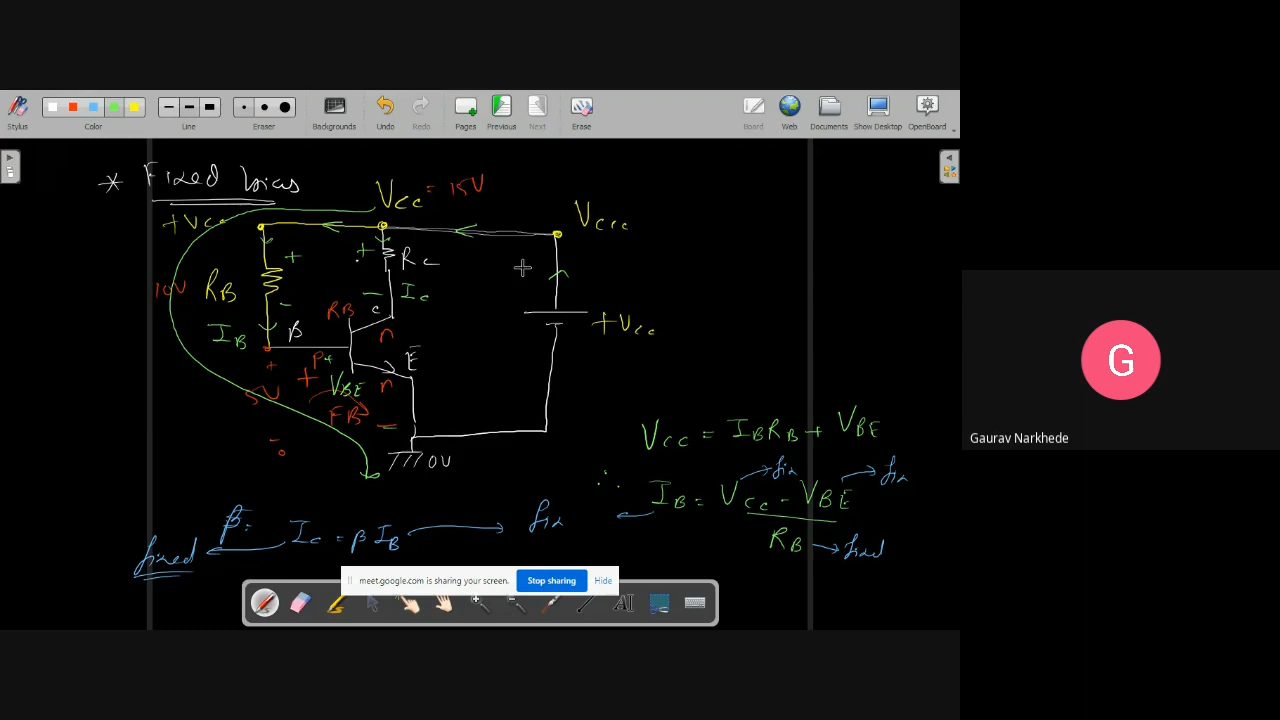 Stylus Color Line Eraser Backgrounds Undo Redo Pages Previous Next Erase Board Web Documents Show Desktop OpenBoard
* Fixed bias
VCC = 15V
+VCC
VCCC
RC
10V RB
+ -
+ -
IC
RB C
n
IB B
+VCC
P+ E
+ VBE n
+
5V
FB
-
- 0
0V
VCC = IBRB + VBE
fix fix
∴ IB = VCC - VBE
RB fixed
β: IC = β IB fix
fixed
meet.google.com is sharing your screen. Stop sharing Hide
AI
G
Gaurav Narkhede